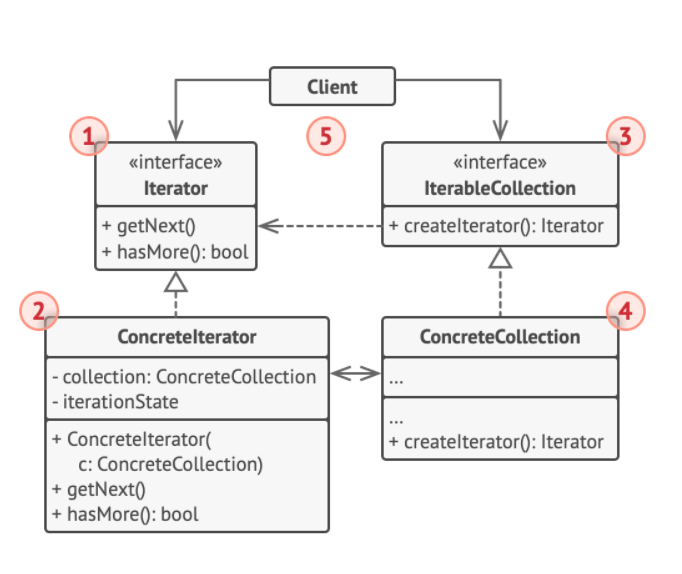 Client
1
5
3
«interface»
Iterator
+ getNext()
+ hasMore(): bool
«interface»
IterableCollection
+ createIterator(): Iterator
2
4
ConcreteIterator
- collection: ConcreteCollection
- iterationState
+ ConcreteIterator(
c: ConcreteCollection)
+ getNext()
+ hasMore(): bool
ConcreteCollection
...
...
+ createIterator(): Iterator